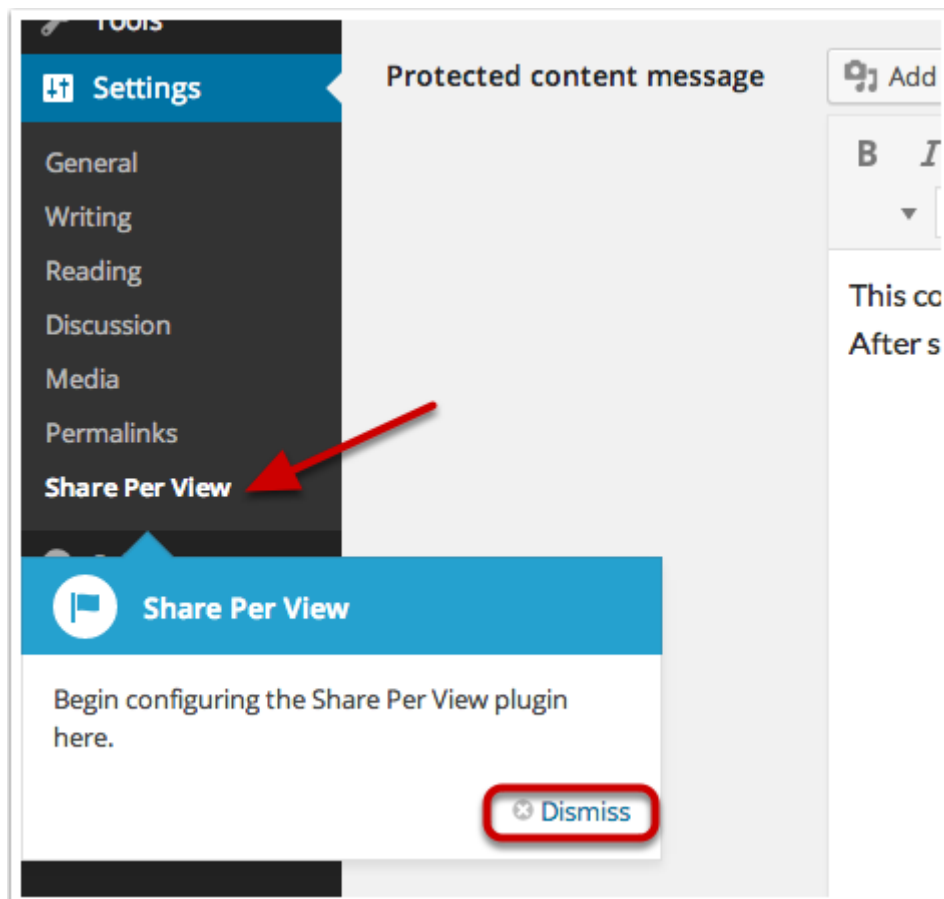 Tools
Settings
General
Writing
Reading
Discussion
Media
Permalinks
Share Per View
Share Per View
Begin configuring the Share Per View plugin
here.
Dismiss
Protected content message
Add
B I
This co
After s